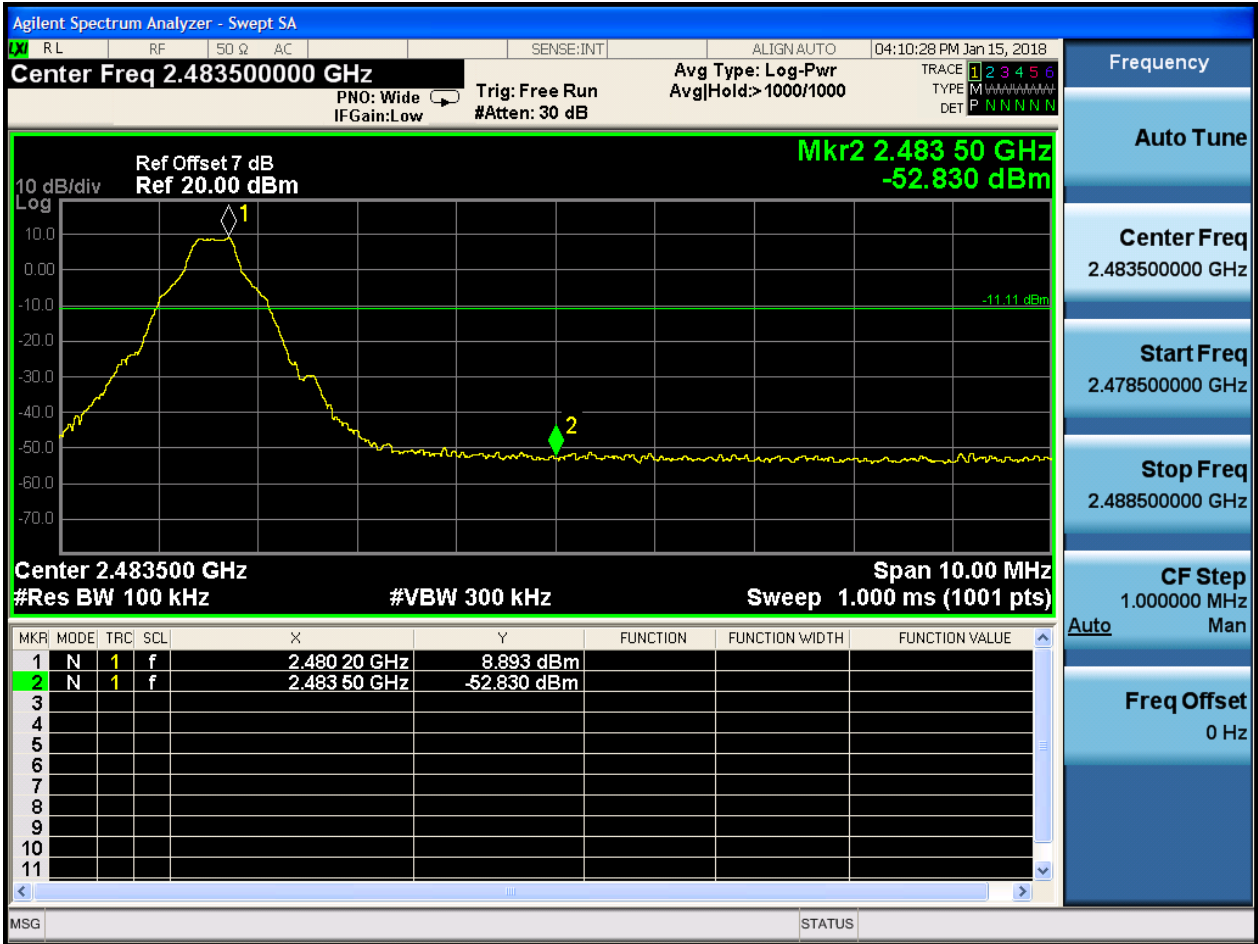 Agilent Spectrum Analyzer - Swept SA
LXI RL RF 50 Ω AC SENSE:INT ALIGN AUTO 04:10:28 PM Jan 15, 2018
Center Freq 2.483500000 GHz
PNO: Wide
IFGain:Low
Trig: Free Run
#Atten: 30 dB
Avg Type: Log-Pwr
Avg|Hold:>1000/1000
TRACE 1 2 3 4 5 6
TYPE M
DET P N N N N N
Mkr2 2.483 50 GHz
-52.830 dBm
Ref Offset 7 dB
10 dB/div Ref 20.00 dBm
Log
10.0
0.00
-10.0
-20.0
-30.0
-40.0
-50.0
-60.0
-70.0
1
-11.11 dBm
2
Center 2.483500 GHz Span 10.00 MHz
#Res BW 100 kHz #VBW 300 kHz Sweep 1.000 ms (1001 pts)
MKR MODE TRC SCL X Y FUNCTION FUNCTION WIDTH FUNCTION VALUE
1 N 1 f 2.480 20 GHz 8.893 dBm
2 N 1 f 2.483 50 GHz -52.830 dBm
3
4
5
6
7
8
9
10
11
MSG STATUS
Frequency
Auto Tune
Center Freq
2.483500000 GHz
Start Freq
2.478500000 GHz
Stop Freq
2.488500000 GHz
CF Step
1.000000 MHz
Auto Man
Freq Offset
0 Hz